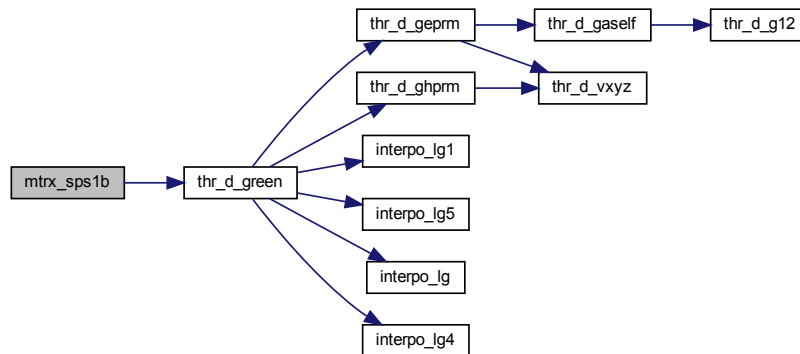 thr_d_geprm
thr_d_gaself
thr_d_g12
thr_d_ghprm
thr_d_vxyz
interpo_lg1
mtrx_sps1b
thr_d_green
interpo_lg5
interpo_lg
interpo_lg4